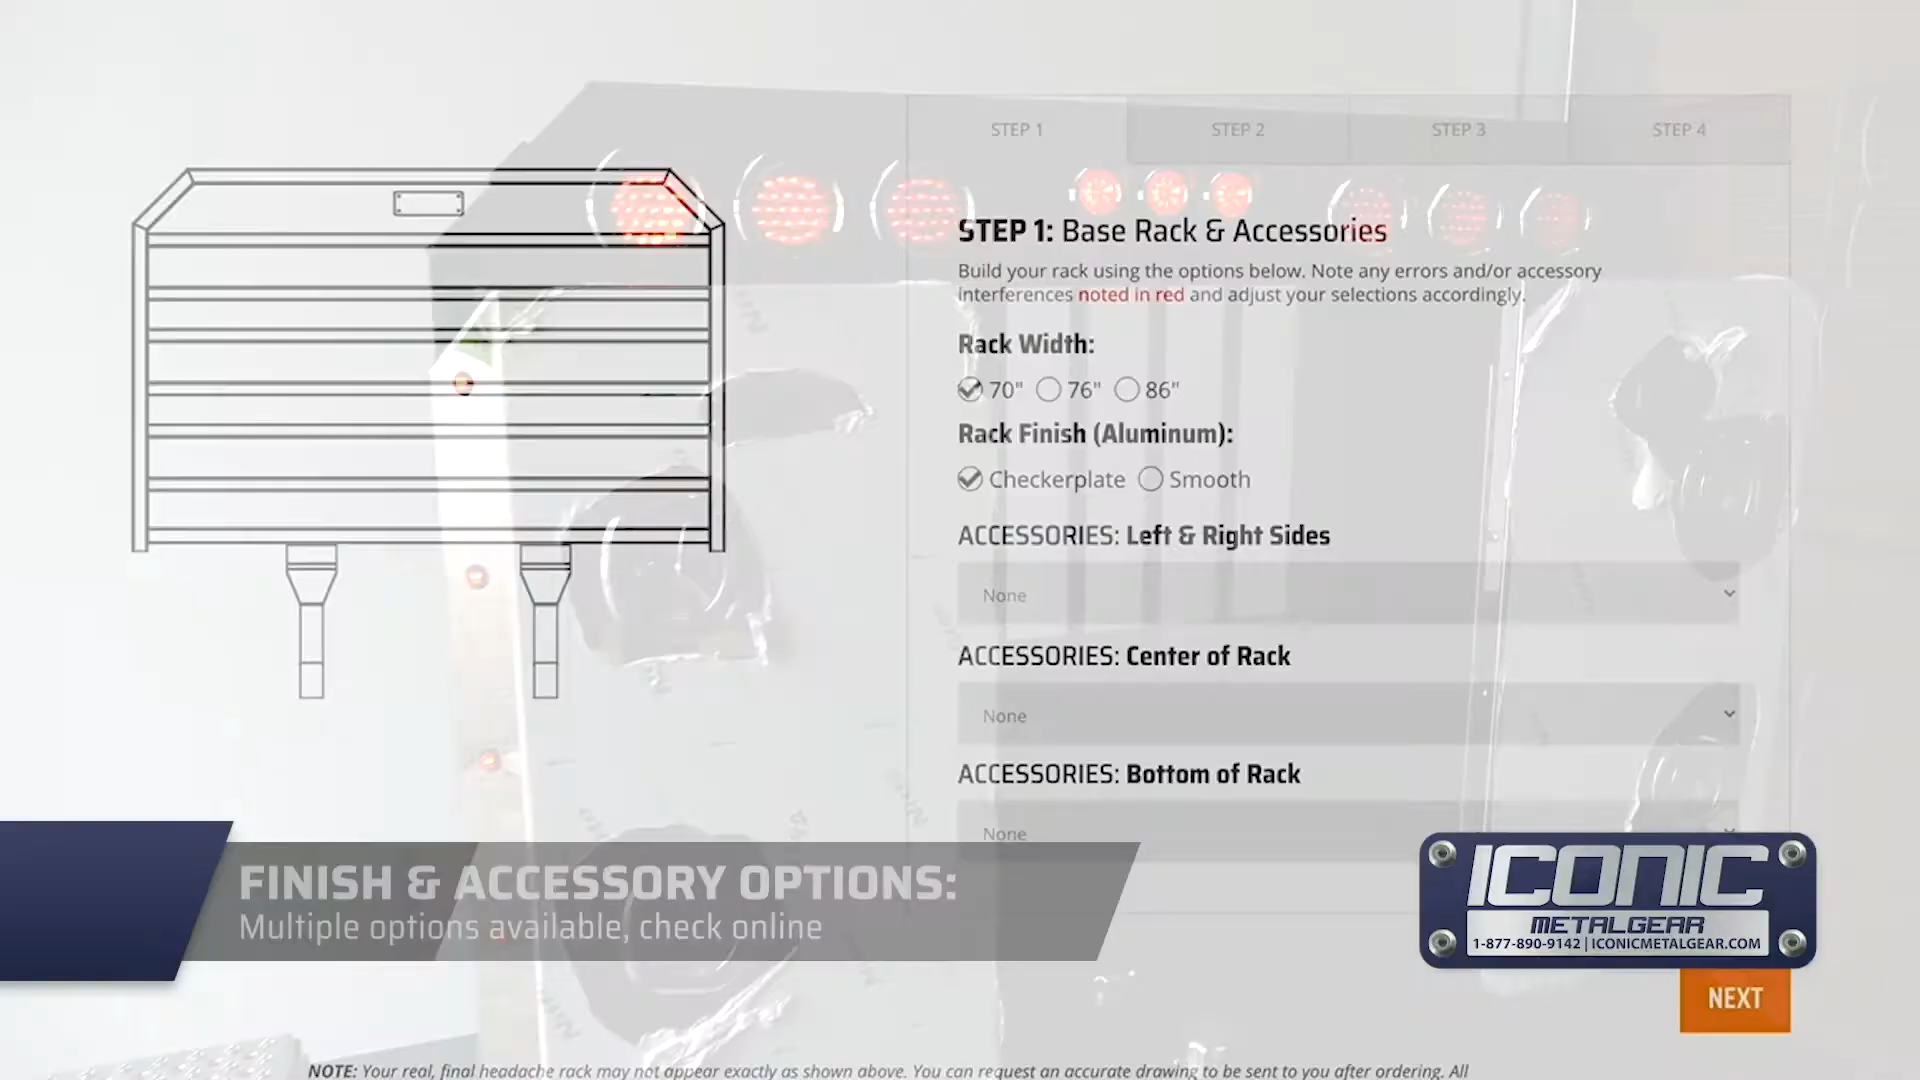 STEP 1
STEP 2
STEP 3
STEP 4
STEP 1: Base Rack & Accessories
Build your rack using the options below. Note any errors and/or accessory
interferences noted in red and adjust your selections accordingly.
Rack Width:
70" 76" 86"
Rack Finish (Aluminum):
Checkerplate Smooth
ACCESSORIES: Left & Right Sides
None
ACCESSORIES: Center of Rack
None
ACCESSORIES: Bottom of Rack
None
FINISH & ACCESSORY OPTIONS:
Multiple options available, check online
ICONIC
METALGEAR
1-877-890-9142 | ICONICMETALGEAR.COM
NEXT
NOTE: Your real, final headache rack may not appear exactly as shown above. You can request an accurate drawing to be sent to you after ordering. All